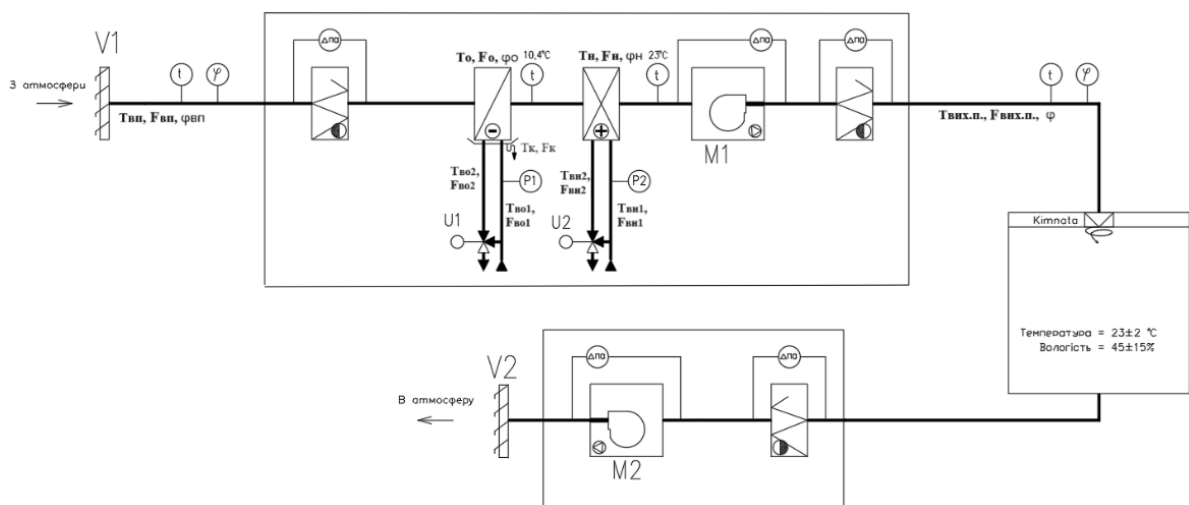 V1
З атмосфери
t
φ
Твп, Fвп, φвп
Δпа
То, Fо, φо
10,4°C
t
Тн, Fн, φн
23°C
t
Δпа
M1
Δпа
t
φ
Твих.п., Fвих.п., φ
Тк, Fк
Тво2,
Fво2
P1
Тво1,
Fво1
U1
Твн2,
Fвн2
P2
Твн1,
Fвн1
U2
Kimnata
Температура = 23±2 °C
Вологість = 45±15%
V2
В атмосферу
Δпа
M2
Δпа